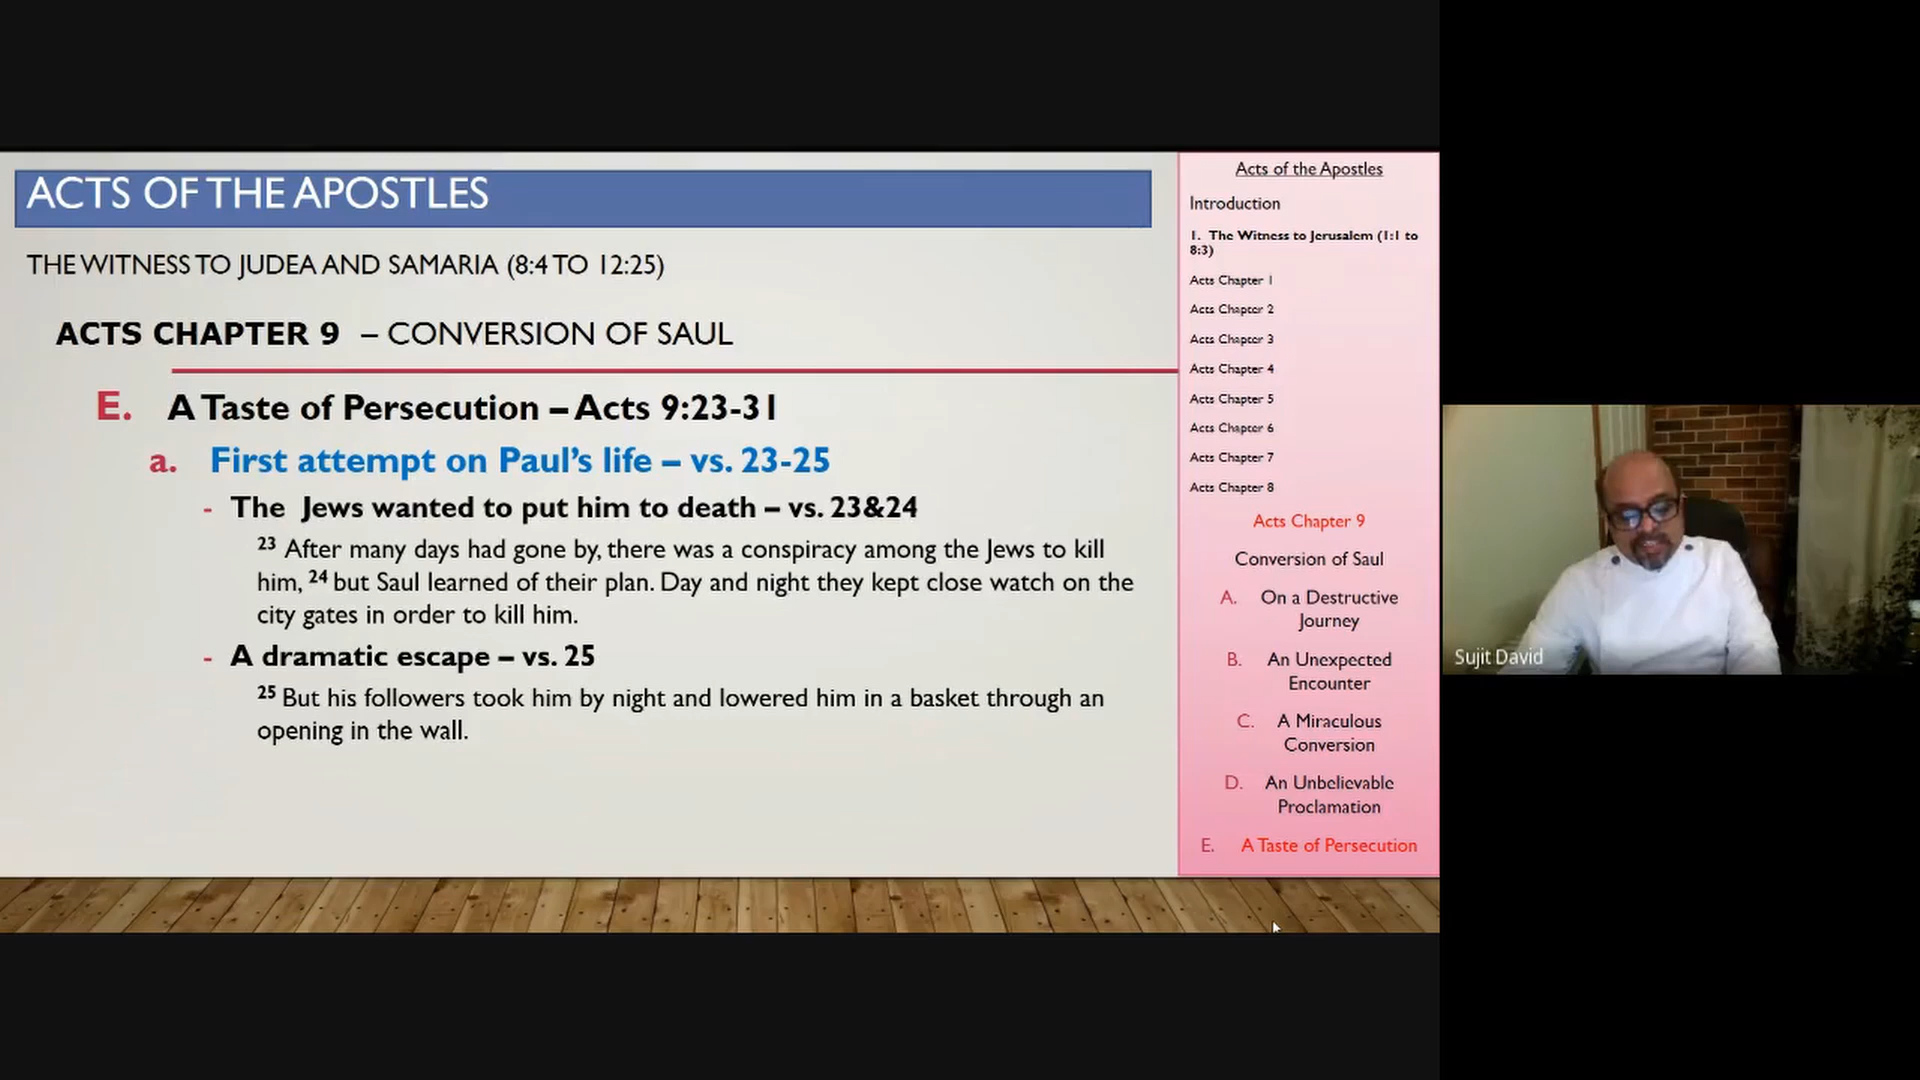 ACTS OF THE APOSTLES
THE WITNESS TO JUDEA AND SAMARIA (8:4 TO 12:25)
ACTS CHAPTER 9 – CONVERSION OF SAUL
E. A Taste of Persecution – Acts 9:23-31
a. First attempt on Paul’s life – vs. 23-25
- The Jews wanted to put him to death – vs. 23&24
23 After many days had gone by, there was a conspiracy among the Jews to kill
him, 24 but Saul learned of their plan. Day and night they kept close watch on the
city gates in order to kill him.
- A dramatic escape – vs. 25
25 But his followers took him by night and lowered him in a basket through an
opening in the wall.
Acts of the Apostles
Introduction
1. The Witness to Jerusalem (1:1 to
8:3)
Acts Chapter 1
Acts Chapter 2
Acts Chapter 3
Acts Chapter 4
Acts Chapter 5
Acts Chapter 6
Acts Chapter 7
Acts Chapter 8
Acts Chapter 9
Conversion of Saul
A. On a Destructive
Journey
B. An Unexpected
Encounter
C. A Miraculous
Conversion
D. An Unbelievable
Proclamation
E. A Taste of Persecution
Sujit David